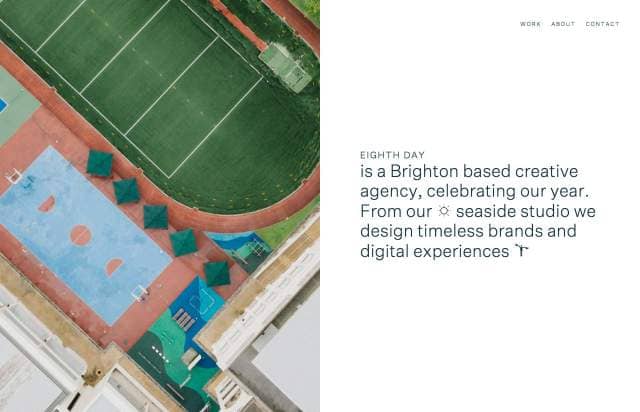 WORK ABOUT CONTACT
EIGHTH DAY
is a Brighton based creative
agency, celebrating our year.
From our seaside studio we
design timeless brands and
digital experiences